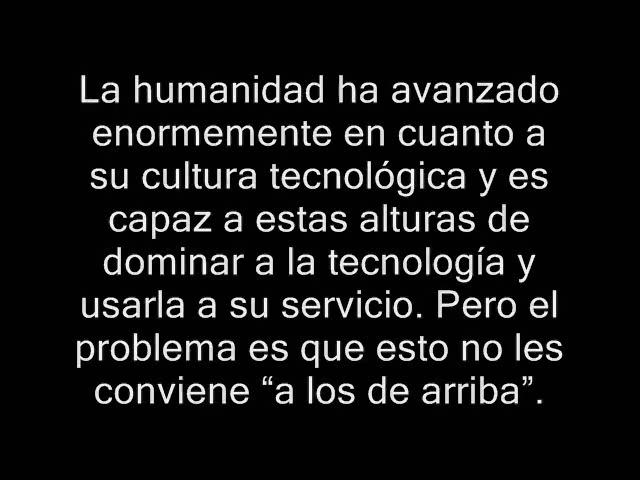 La humanidad ha avanzado
enormemente en cuanto a
su cultura tecnológica y es
capaz a estas alturas de
dominar a la tecnología y
usarla a su servicio. Pero el
problema es que esto no les
conviene “a los de arriba”.